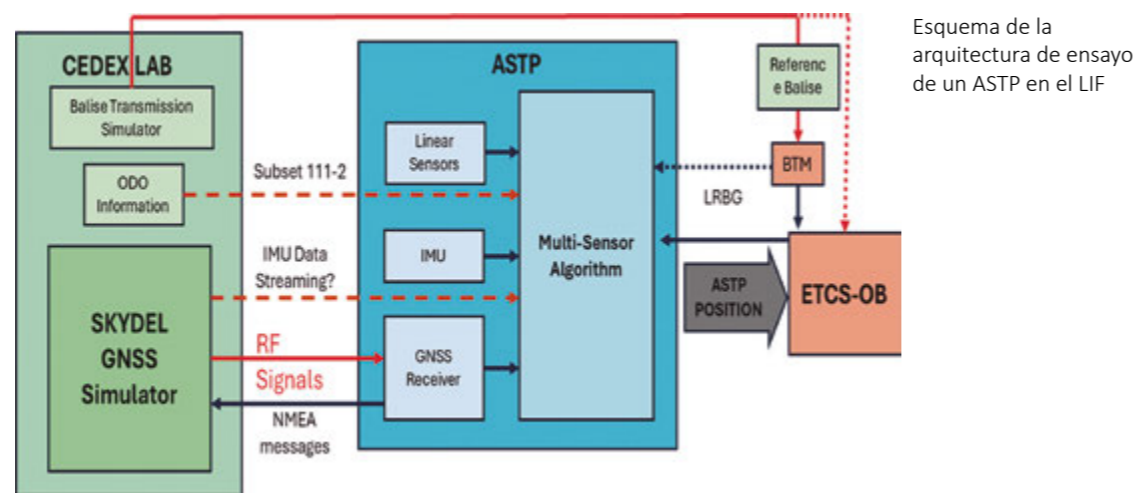 CEDEX LAB
Balise Transmission
Simulator
ODO
Information
SKYDEL
GNSS
Simulator
Subset 111-2
IMU Data
Streaming?
RF
Signals
NMEA
messages
ASTP
Linear
Sensors
IMU
GNSS
Receiver
Multi-Sensor
Algorithm
Referenc
e Balise
BTM
LRBG
ASTP
POSITION
ETCS-OB
Esquema de la
arquitectura de ensayo
de un ASTP en el LIF